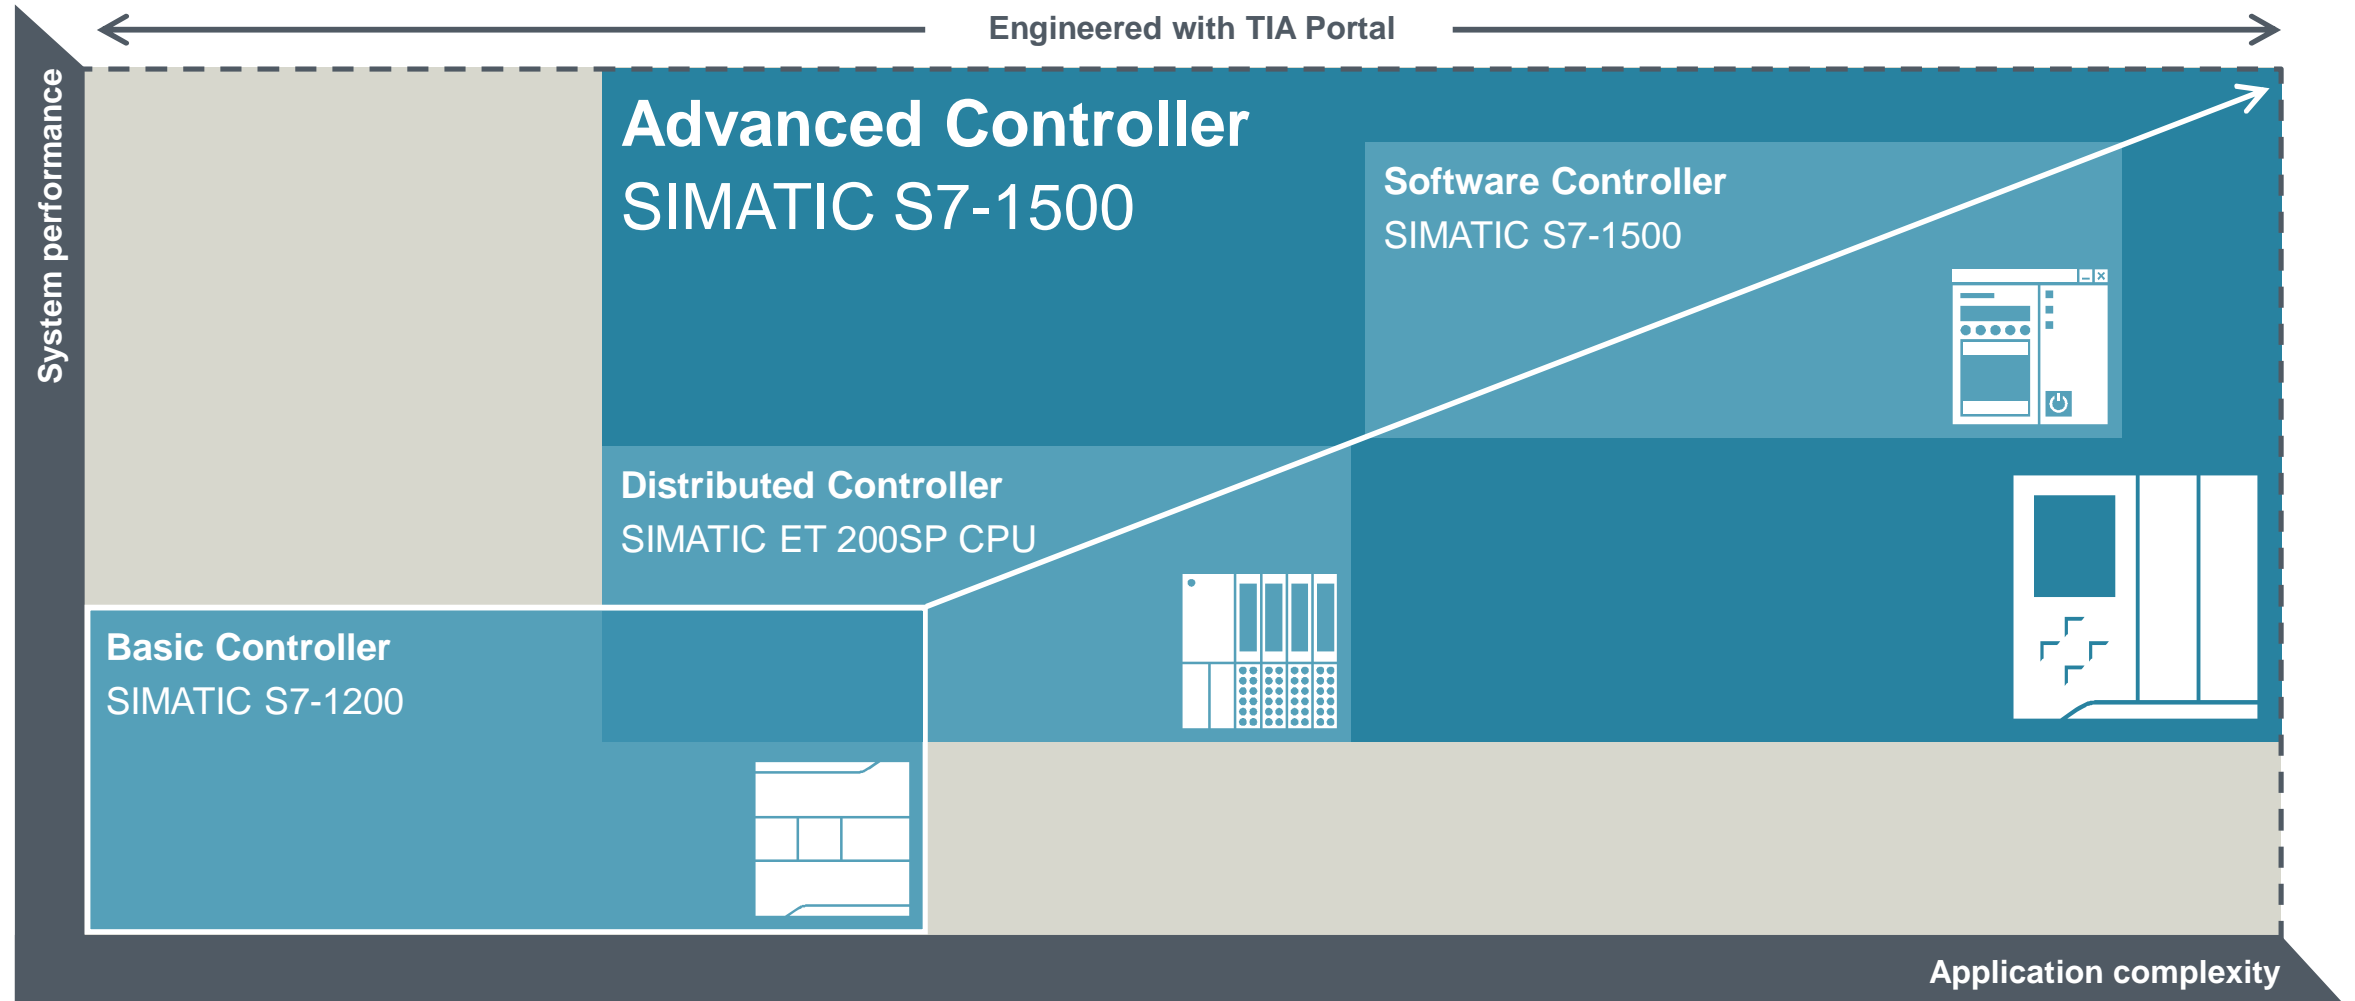 Engineered with TIA Portal
System performance
Advanced Controller
SIMATIC S7-1500
Software Controller
SIMATIC S7-1500
Distributed Controller
SIMATIC ET 200SP CPU
Basic Controller
SIMATIC S7-1200
Application complexity